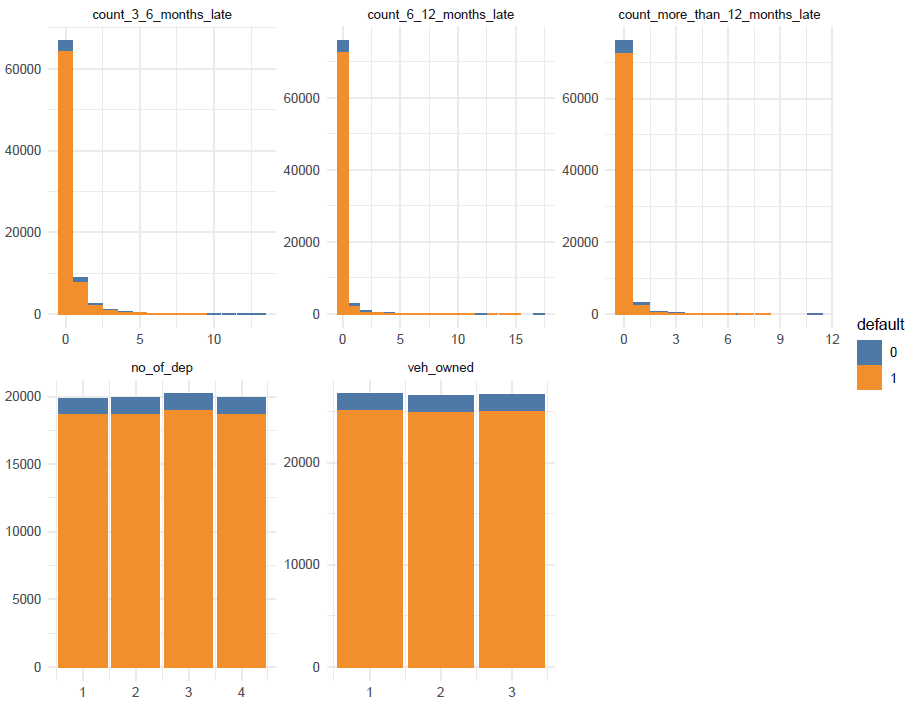 count_3_6_months_late
60000
40000
20000
0
0 5 10
count_6_12_months_late
60000
40000
20000
0
0 5 10 15
count_more_than_12_months_late
60000
40000
20000
0
0 3 6 9 12
no_of_dep
20000
15000
10000
5000
0
1 2 3 4
veh_owned
20000
10000
0
1 2 3
default
0
1